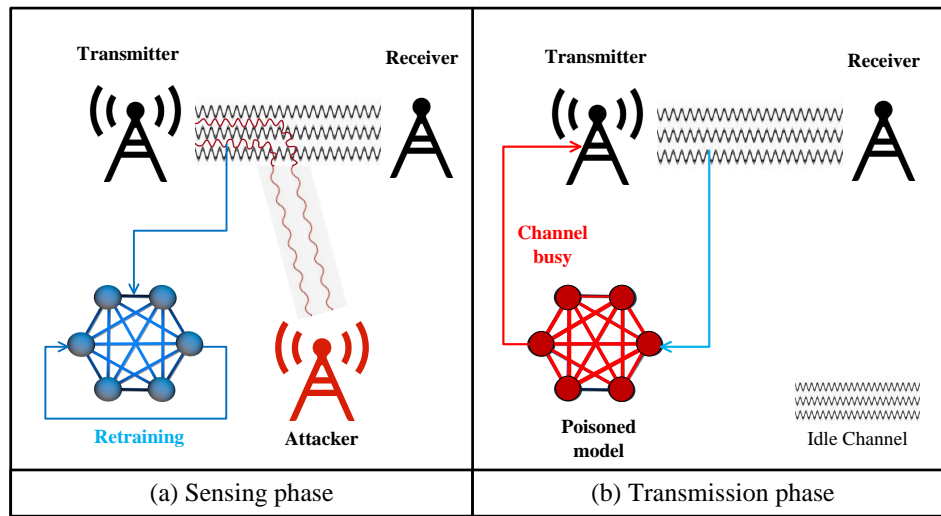 Transmitter
Receiver
Retraining
Attacker
(a) Sensing phase
Transmitter
Receiver
Channel
busy
Poisoned
model
Idle Channel
(b) Transmission phase